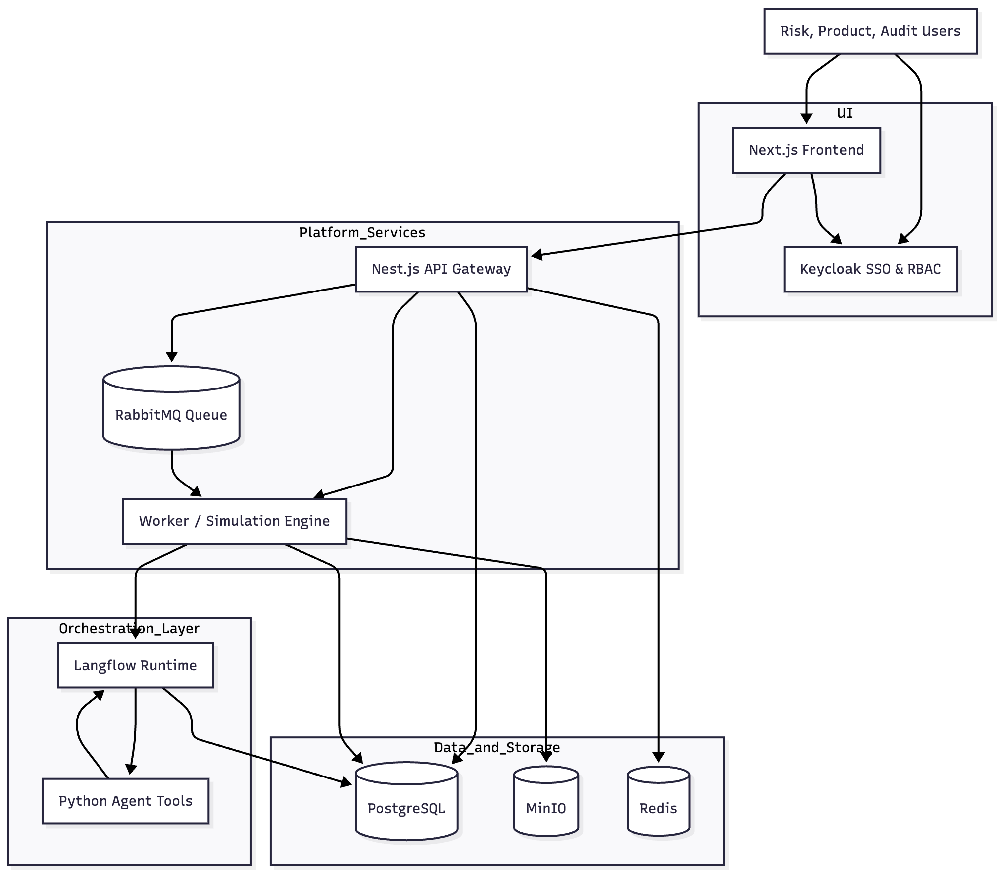 Risk, Product, Audit Users
UI
Next.js Frontend
Keycloak SSO & RBAC
Platform_Services
Nest.js API Gateway
RabbitMQ Queue
Worker / Simulation Engine
Orchestration_Layer
Langflow Runtime
Python Agent Tools
Data_and_Storage
PostgreSQL
MinIO
Redis